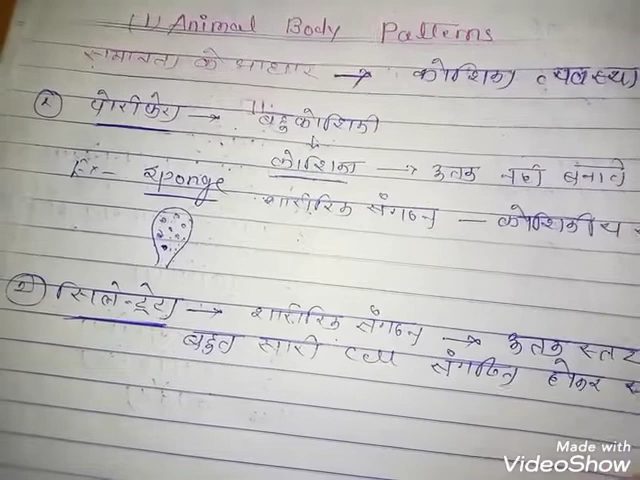 (1) Animal Body Patterns
समानता के आधार → कोशिका व्यवस्था
① पोरीफेरा → बहुकोशिकी
कोशिका → ऊतक नहीं बनाते
Ex- Sponge शारीरिक संगठन – कोशिकीय
② सिलेन्ट्रेटा → शारीरिक संगठन → ऊतक स्तर
बहुत सारी संगठित होकर
Made with
VideoShow